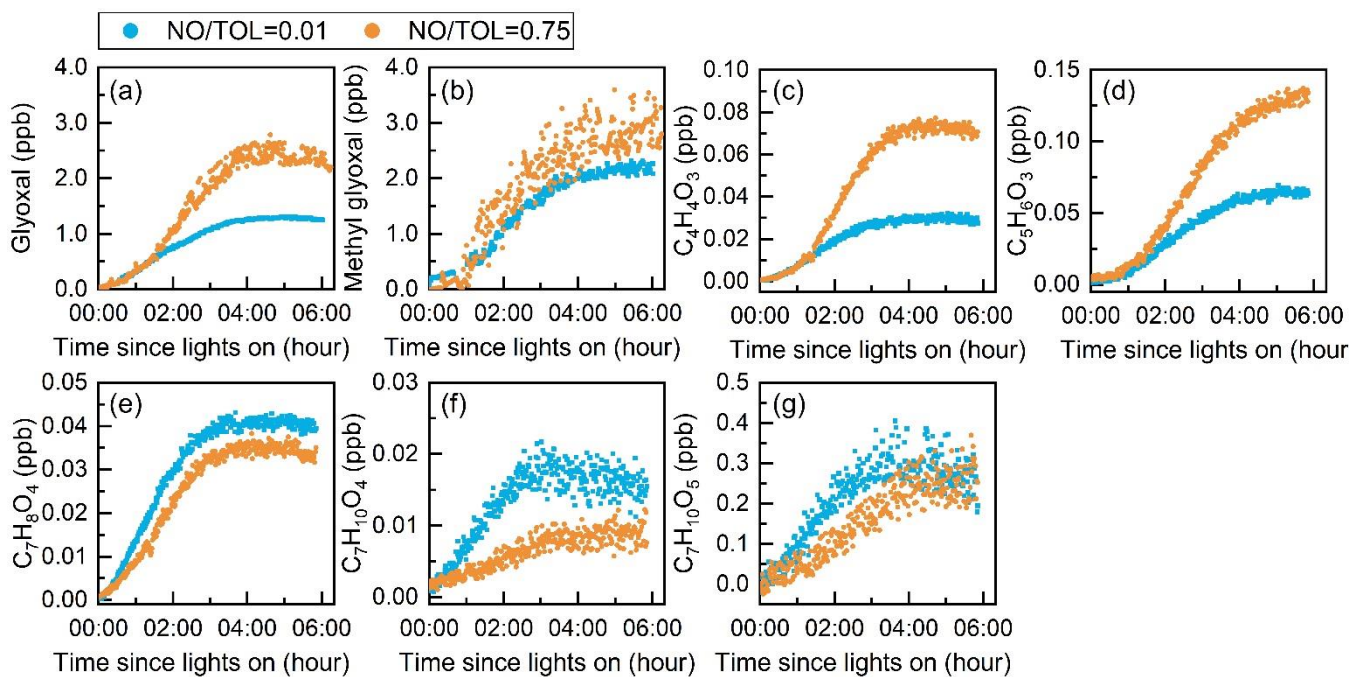 NO/TOL=0.01 NO/TOL=0.75
(a)
Glyoxal (ppb)
4.0
3.0
2.0
1.0
0.0
00:00 02:00 04:00 06:00
Time since lights on (hour)
(b)
Methyl glyoxal (ppb)
4.0
3.0
2.0
1.0
0.0
00:00 02:00 04:00 06:00
Time since lights on (hour)
(c)
C₄H₄O₃ (ppb)
0.10
0.08
0.06
0.04
0.02
0.00
00:00 02:00 04:00 06:00
Time since lights on (hour)
(d)
C₅H₆O₃ (ppb)
0.15
0.10
0.05
0.00
00:00 02:00 04:00 06:00
Time since lights on (hour
(e)
C₇H₈O₄ (ppb)
0.05
0.04
0.03
0.02
0.01
0.00
00:00 02:00 04:00 06:00
Time since lights on (hour)
(f)
C₇H₁₀O₄ (ppb)
0.03
0.02
0.01
0.00
00:00 02:00 04:00 06:00
Time since lights on (hour)
(g)
C₇H₁₀O₅ (ppb)
0.5
0.4
0.3
0.2
0.1
0.0
00:00 02:00 04:00 06:00
Time since lights on (hour)